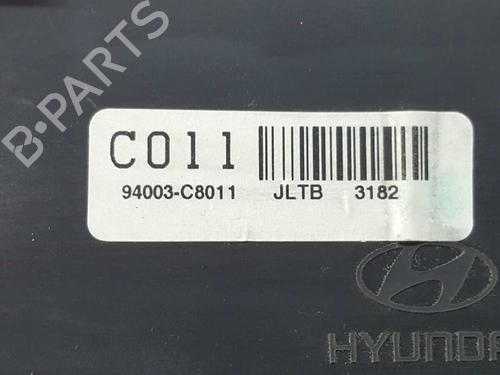 B-PARTS
C011
94003-C8011 JLTB 3182
HYUNDA